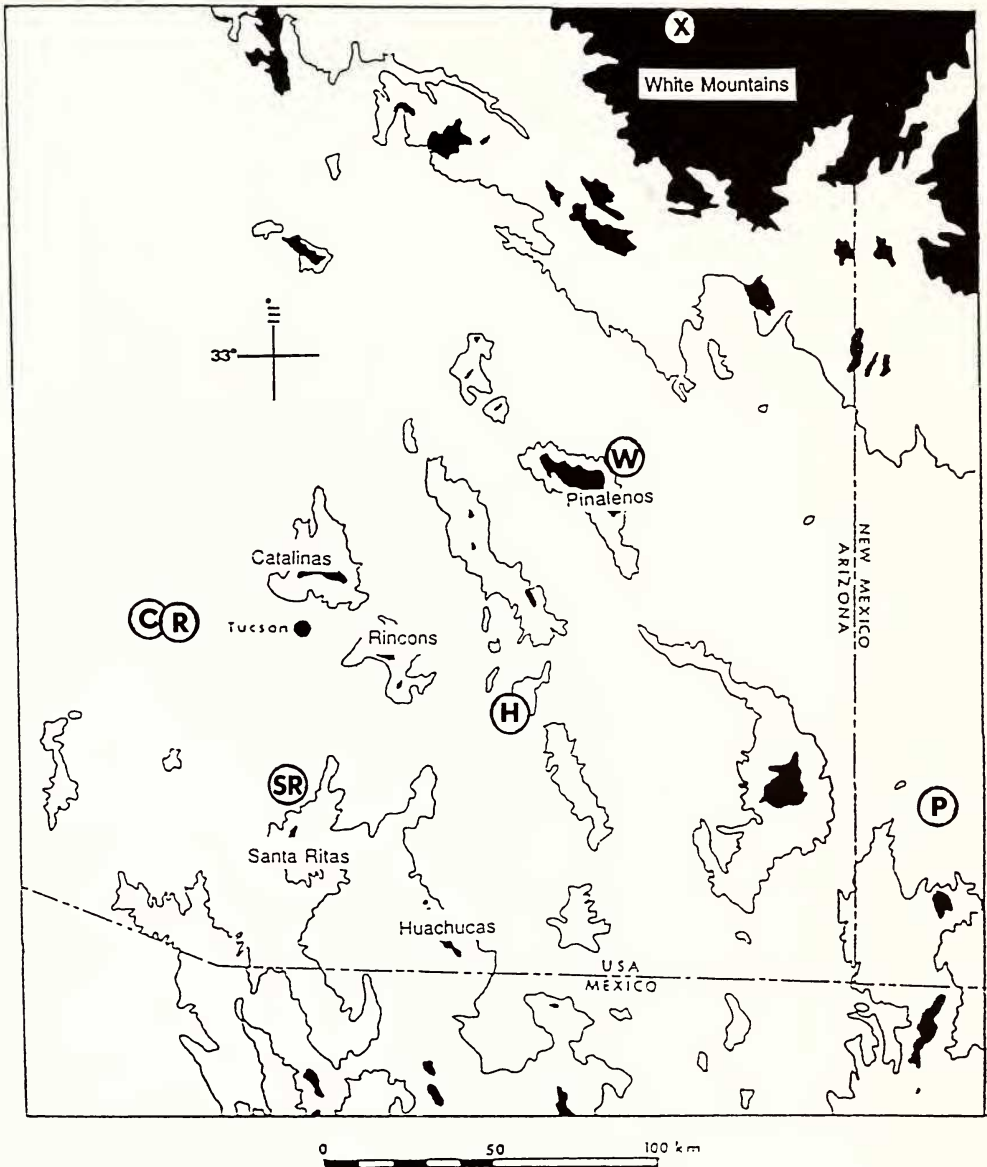 X
White Mountains
33°
111°
W
Pinalenos
Catalinas
C R
Tucson
Rincons
H
NEW MEXICO
ARIZONA
SR
P
Santa Ritas
Huachucas
USA
MEXICO
0 50 100 km